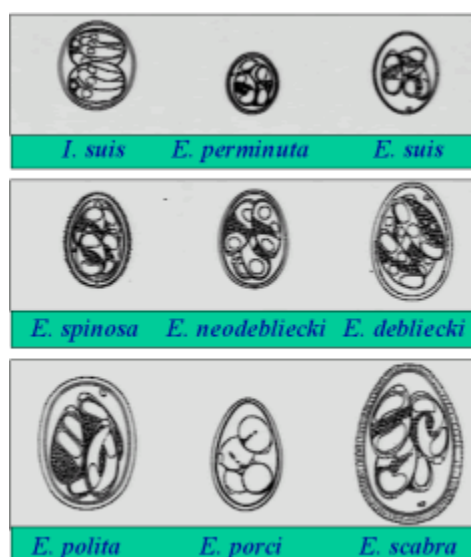 I. suis E. perminuta E. suis
E. spinosa E. neodebliecki E. debliecki
E. polita E. porci E. scabra